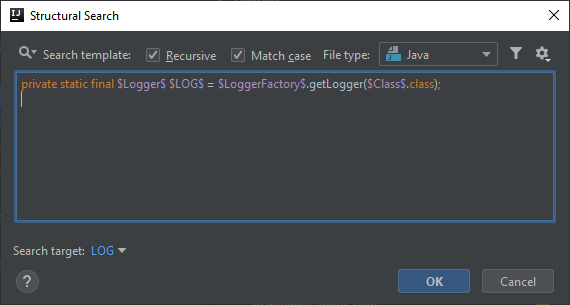 Structural Search
Search template: Recursive Match case File type: Java
private static final $Logger$ $LOG$ = $LoggerFactory$.getLogger($Class$.class);
Search target: LOG
? OK Cancel